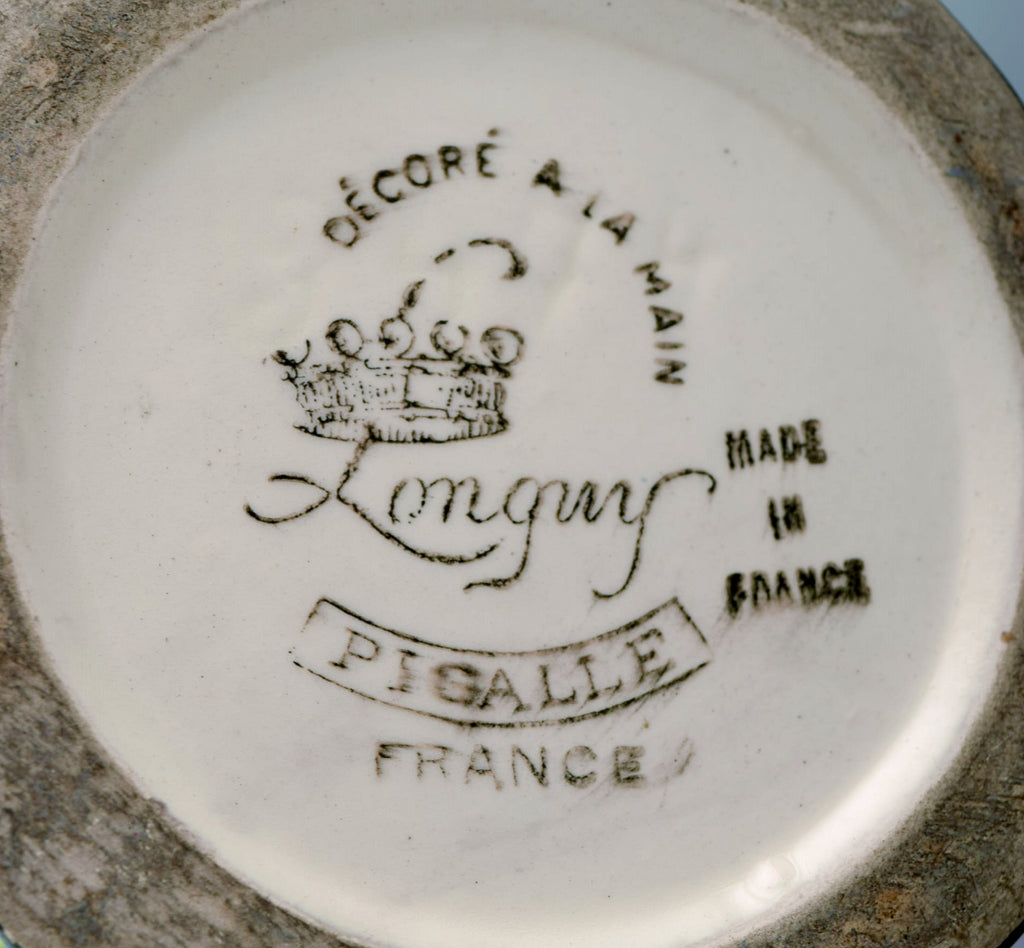 DÉCORÉ A LA MAIN
Longwy
MADE
IN
FRANCE
PIGALLE
FRANCE